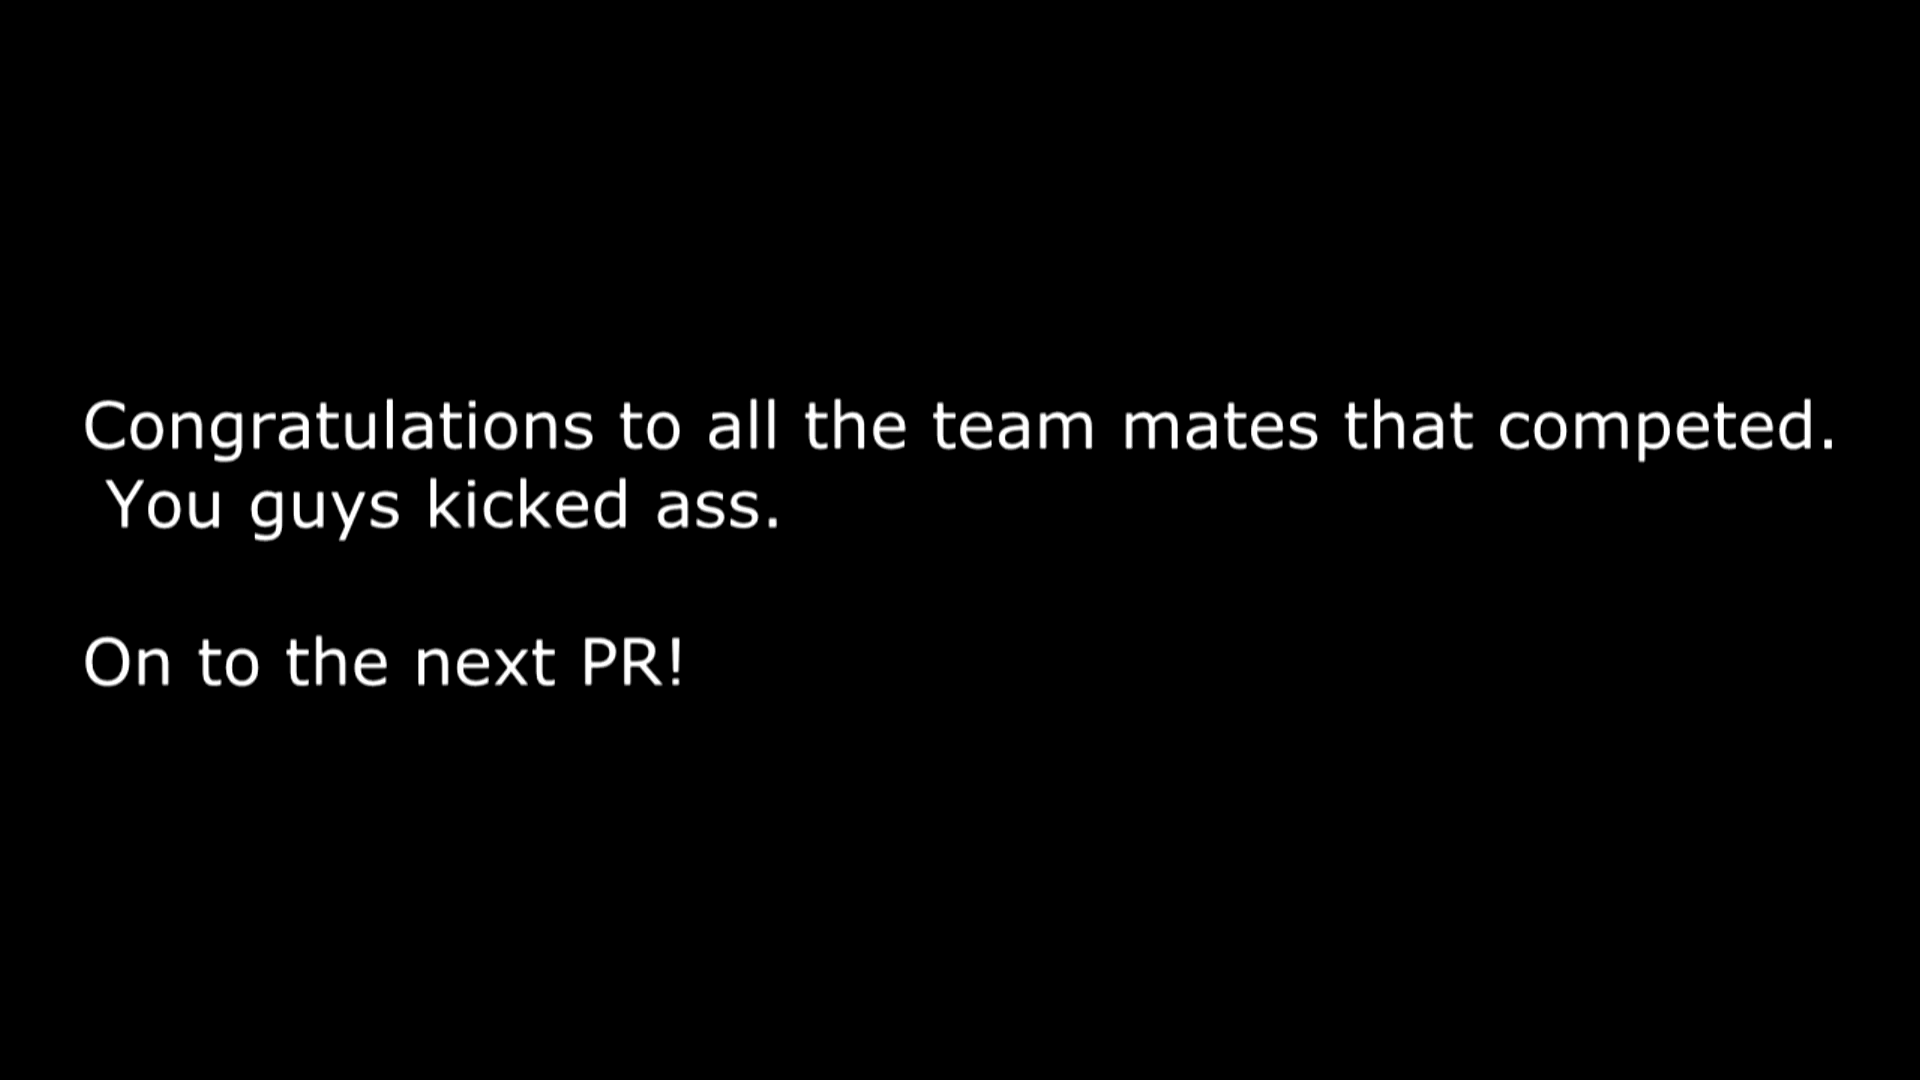 Congratulations to all the team mates that competed.
You guys kicked ass.
On to the next PR!